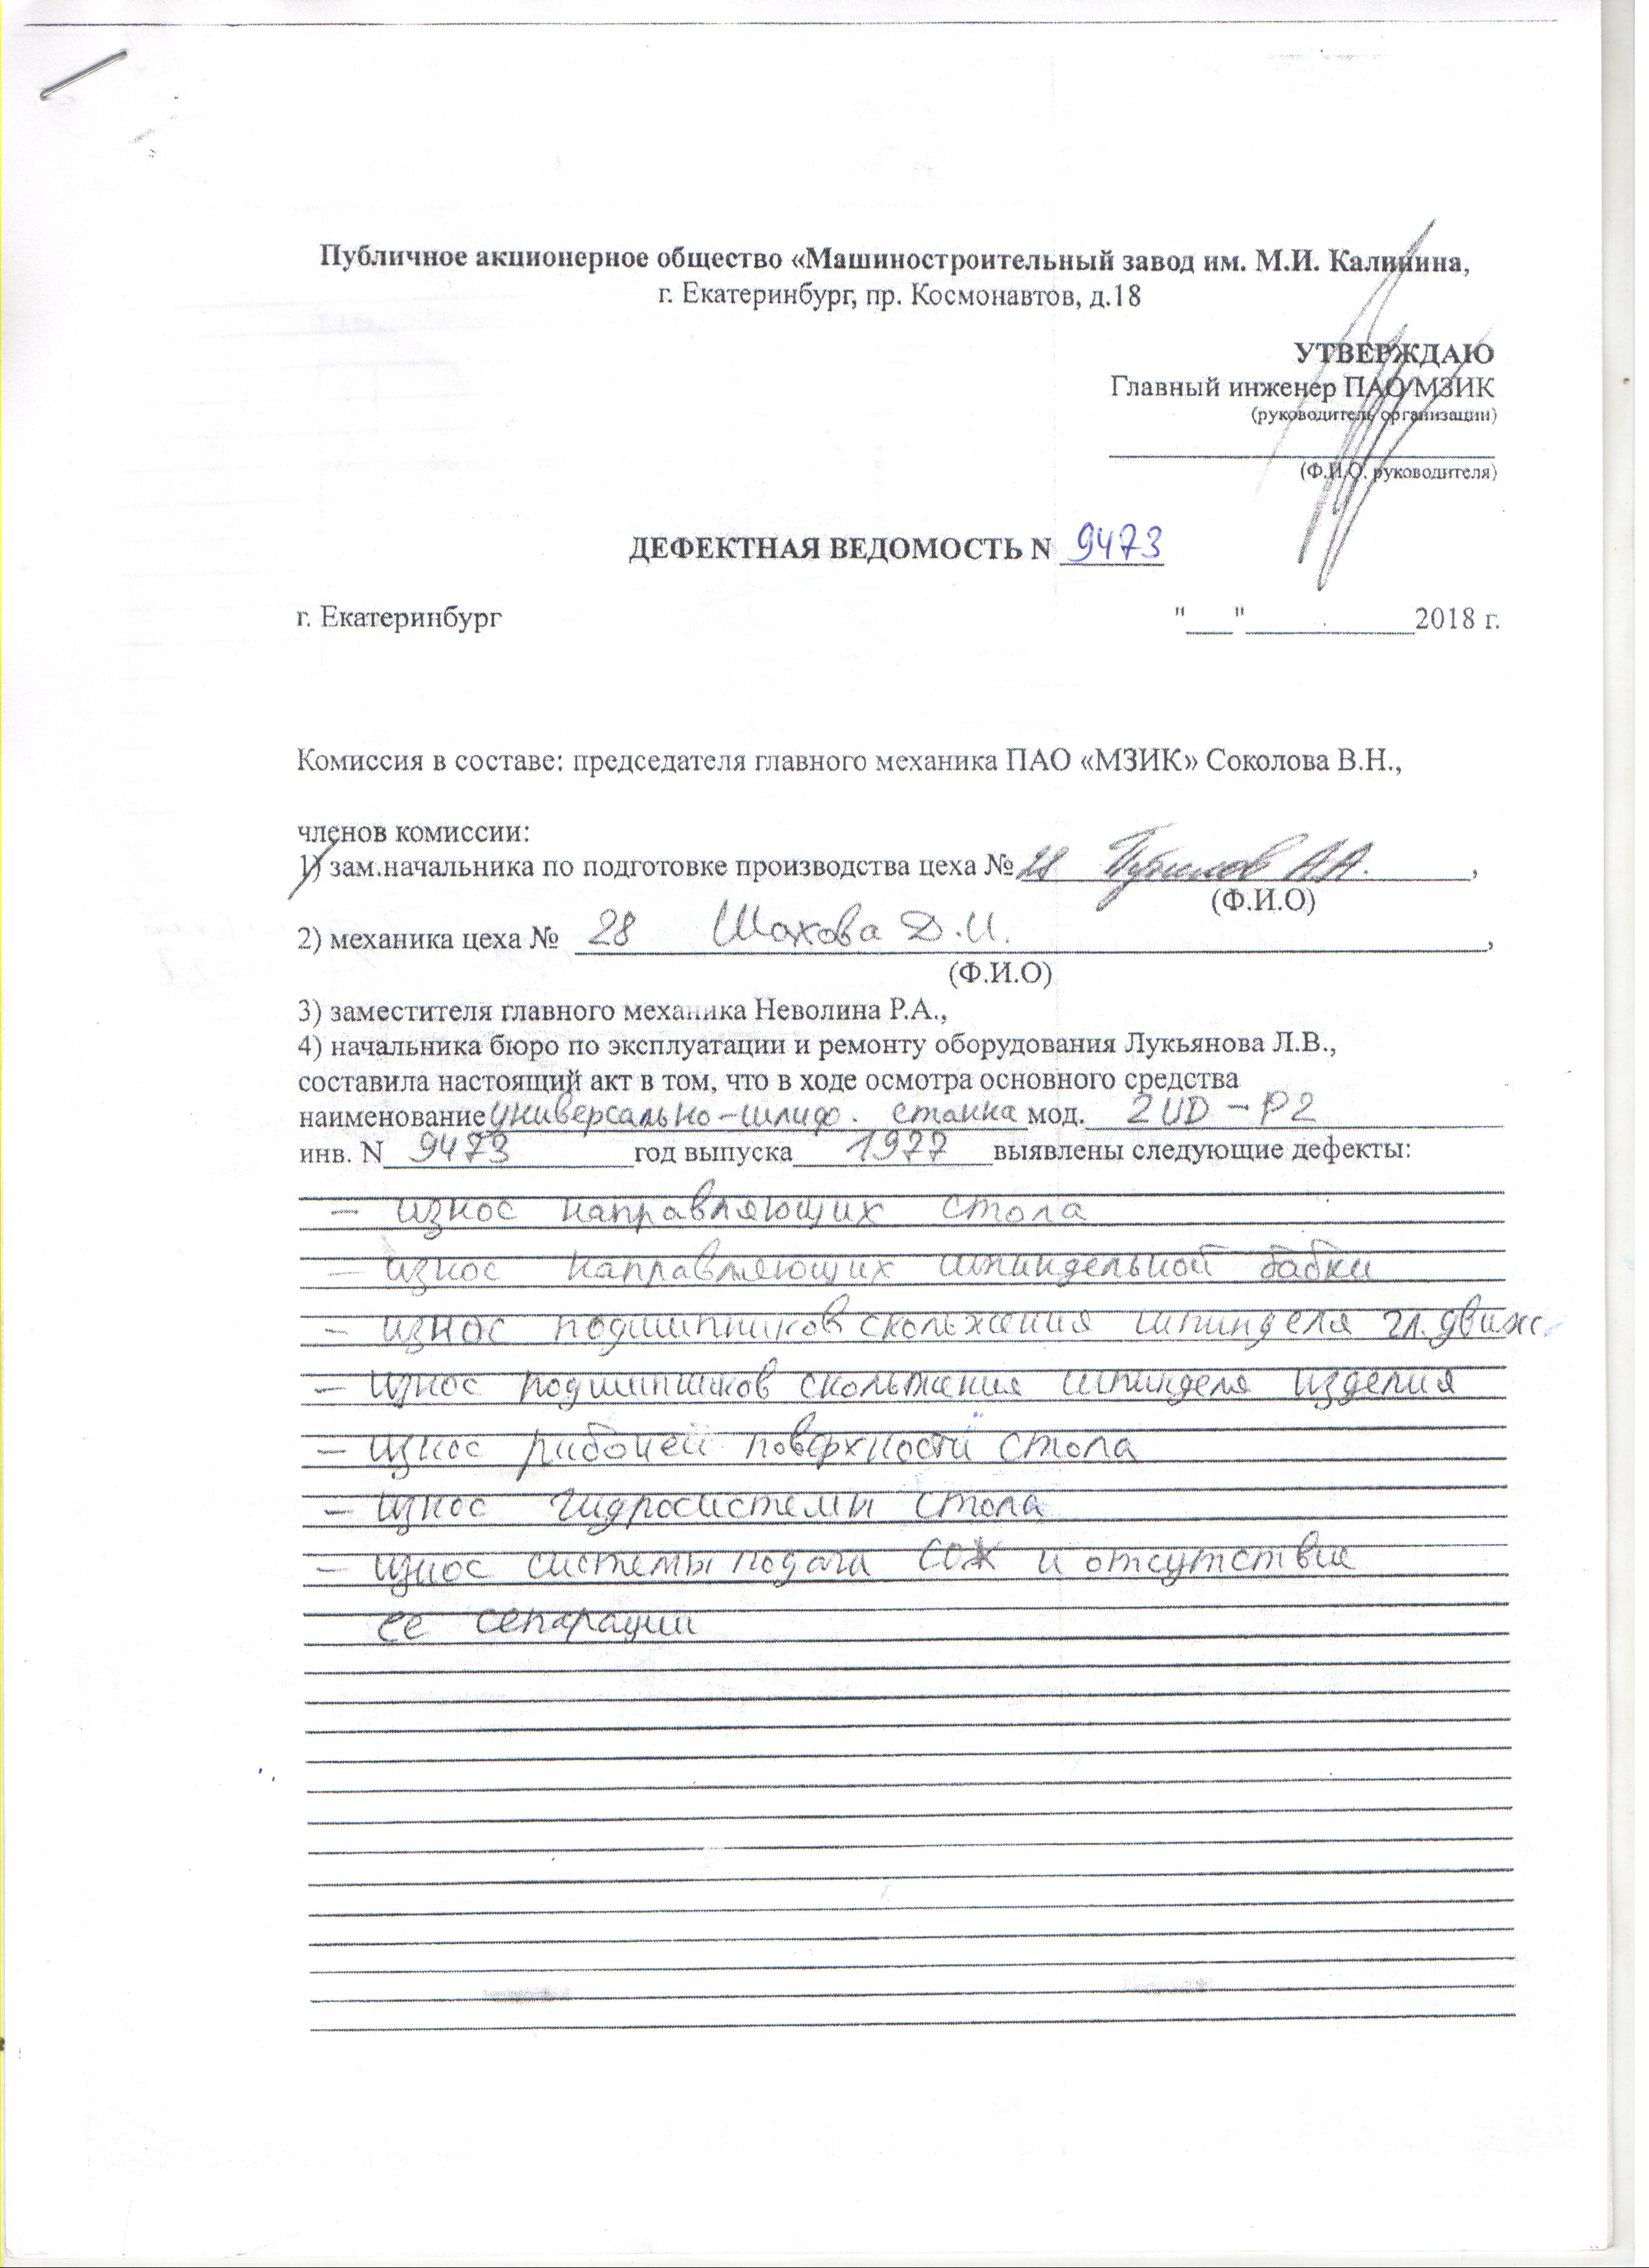 Публичное акционерное общество «Машиностроительный завод им. М.И. Калинина,
г. Екатеринбург, пр. Космонавтов, д.18
УТВЕРЖДАЮ
Главный инженер ПАО МЗИК
(руководитель организации)
(Ф.И.О. руководителя)
ДЕФЕКТНАЯ ВЕДОМОСТЬ N 9473
г. Екатеринбург "___"____________2018 г.
Комиссия в составе: председателя главного механика ПАО «МЗИК» Соколова В.Н.,
членов комиссии:
1) зам.начальника по подготовке производства цеха № 28 А.А.,
(Ф.И.О)
2) механика цеха № 28 Шахова Д.И.,
(Ф.И.О)
3) заместителя главного механика Неволина Р.А.,
4) начальника бюро по эксплуатации и ремонту оборудования Лукьянова Л.В.,
составила настоящий акт в том, что в ходе осмотра основного средства
наименование универсально-шлиф. станка мод. 2UD-P2
инв. N 9473 год выпуска 1977 выявлены следующие дефекты:
- износ направляющих стола
- износ направляющих шпиндельной бабки
- износ подшипников скольжения шпинделя гл.движ.
- износ подшипников скольжения шпинделя изделия
- износ рабочей поверхности стола
- износ гидросистемы стола
- износ системы подачи СОЖ и отсутствие
ее сепарации